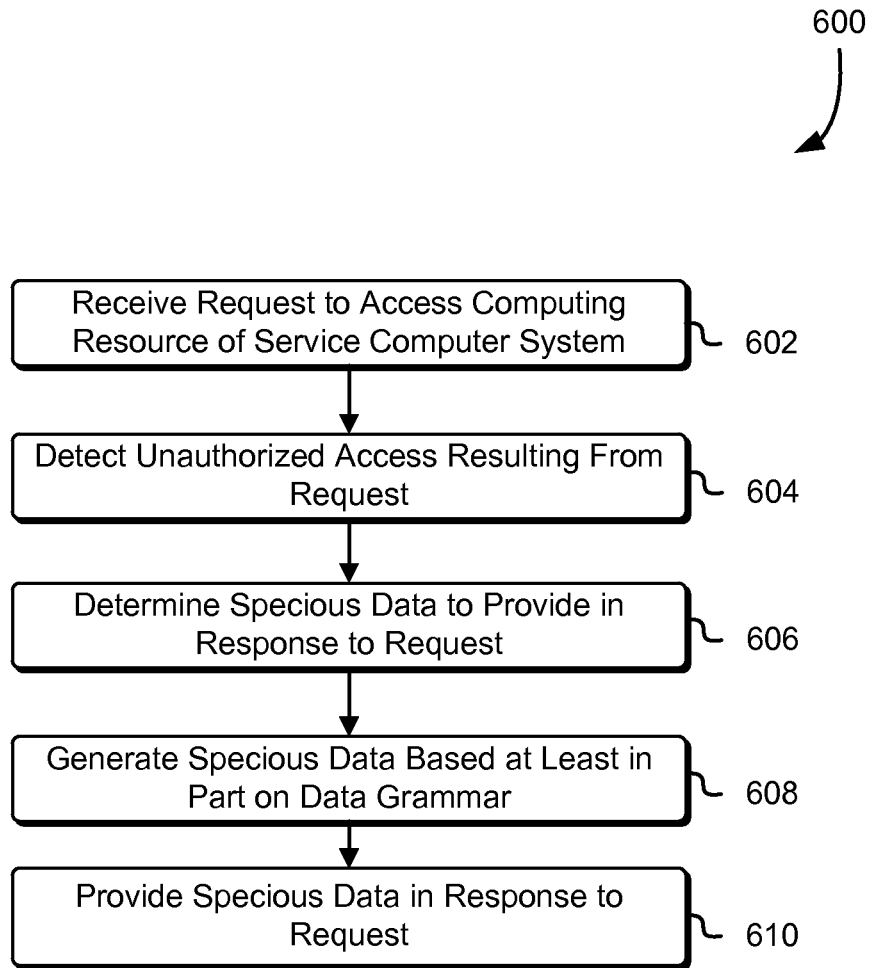 600
Receive Request to Access Computing
Resource of Service Computer System
602
Detect Unauthorized Access Resulting From
Request
604
Determine Specious Data to Provide in
Response to Request
606
Generate Specious Data Based at Least in
Part on Data Grammar
608
Provide Specious Data in Response to
Request
610